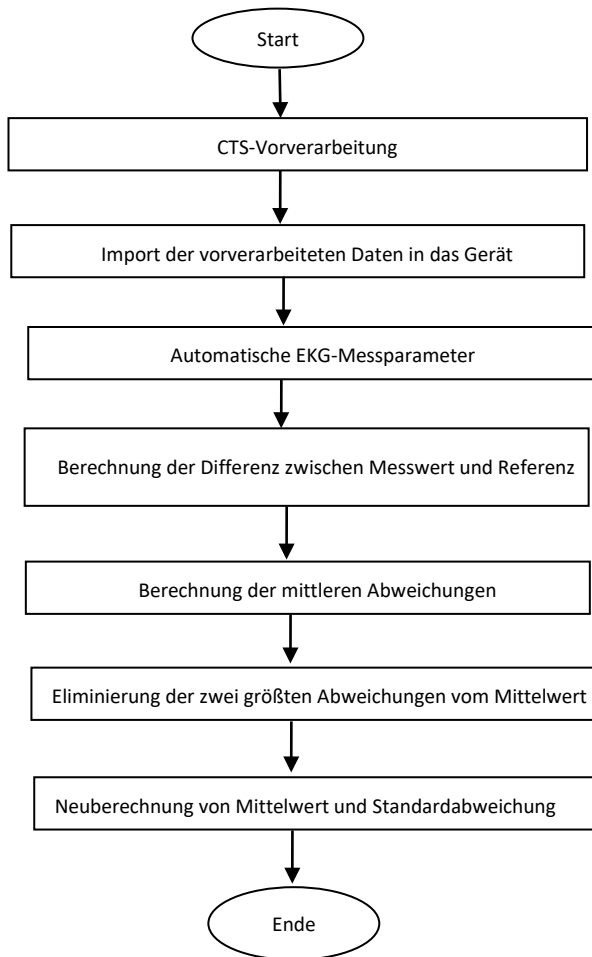 Start
CTS-Vorverarbeitung
Import der vorverarbeiteten Daten in das Gerät
Automatische EKG-Messparameter
Berechnung der Differenz zwischen Messwert und Referenz
Berechnung der mittleren Abweichungen
Eliminierung der zwei größten Abweichungen vom Mittelwert
Neuberechnung von Mittelwert und Standardabweichung
Ende